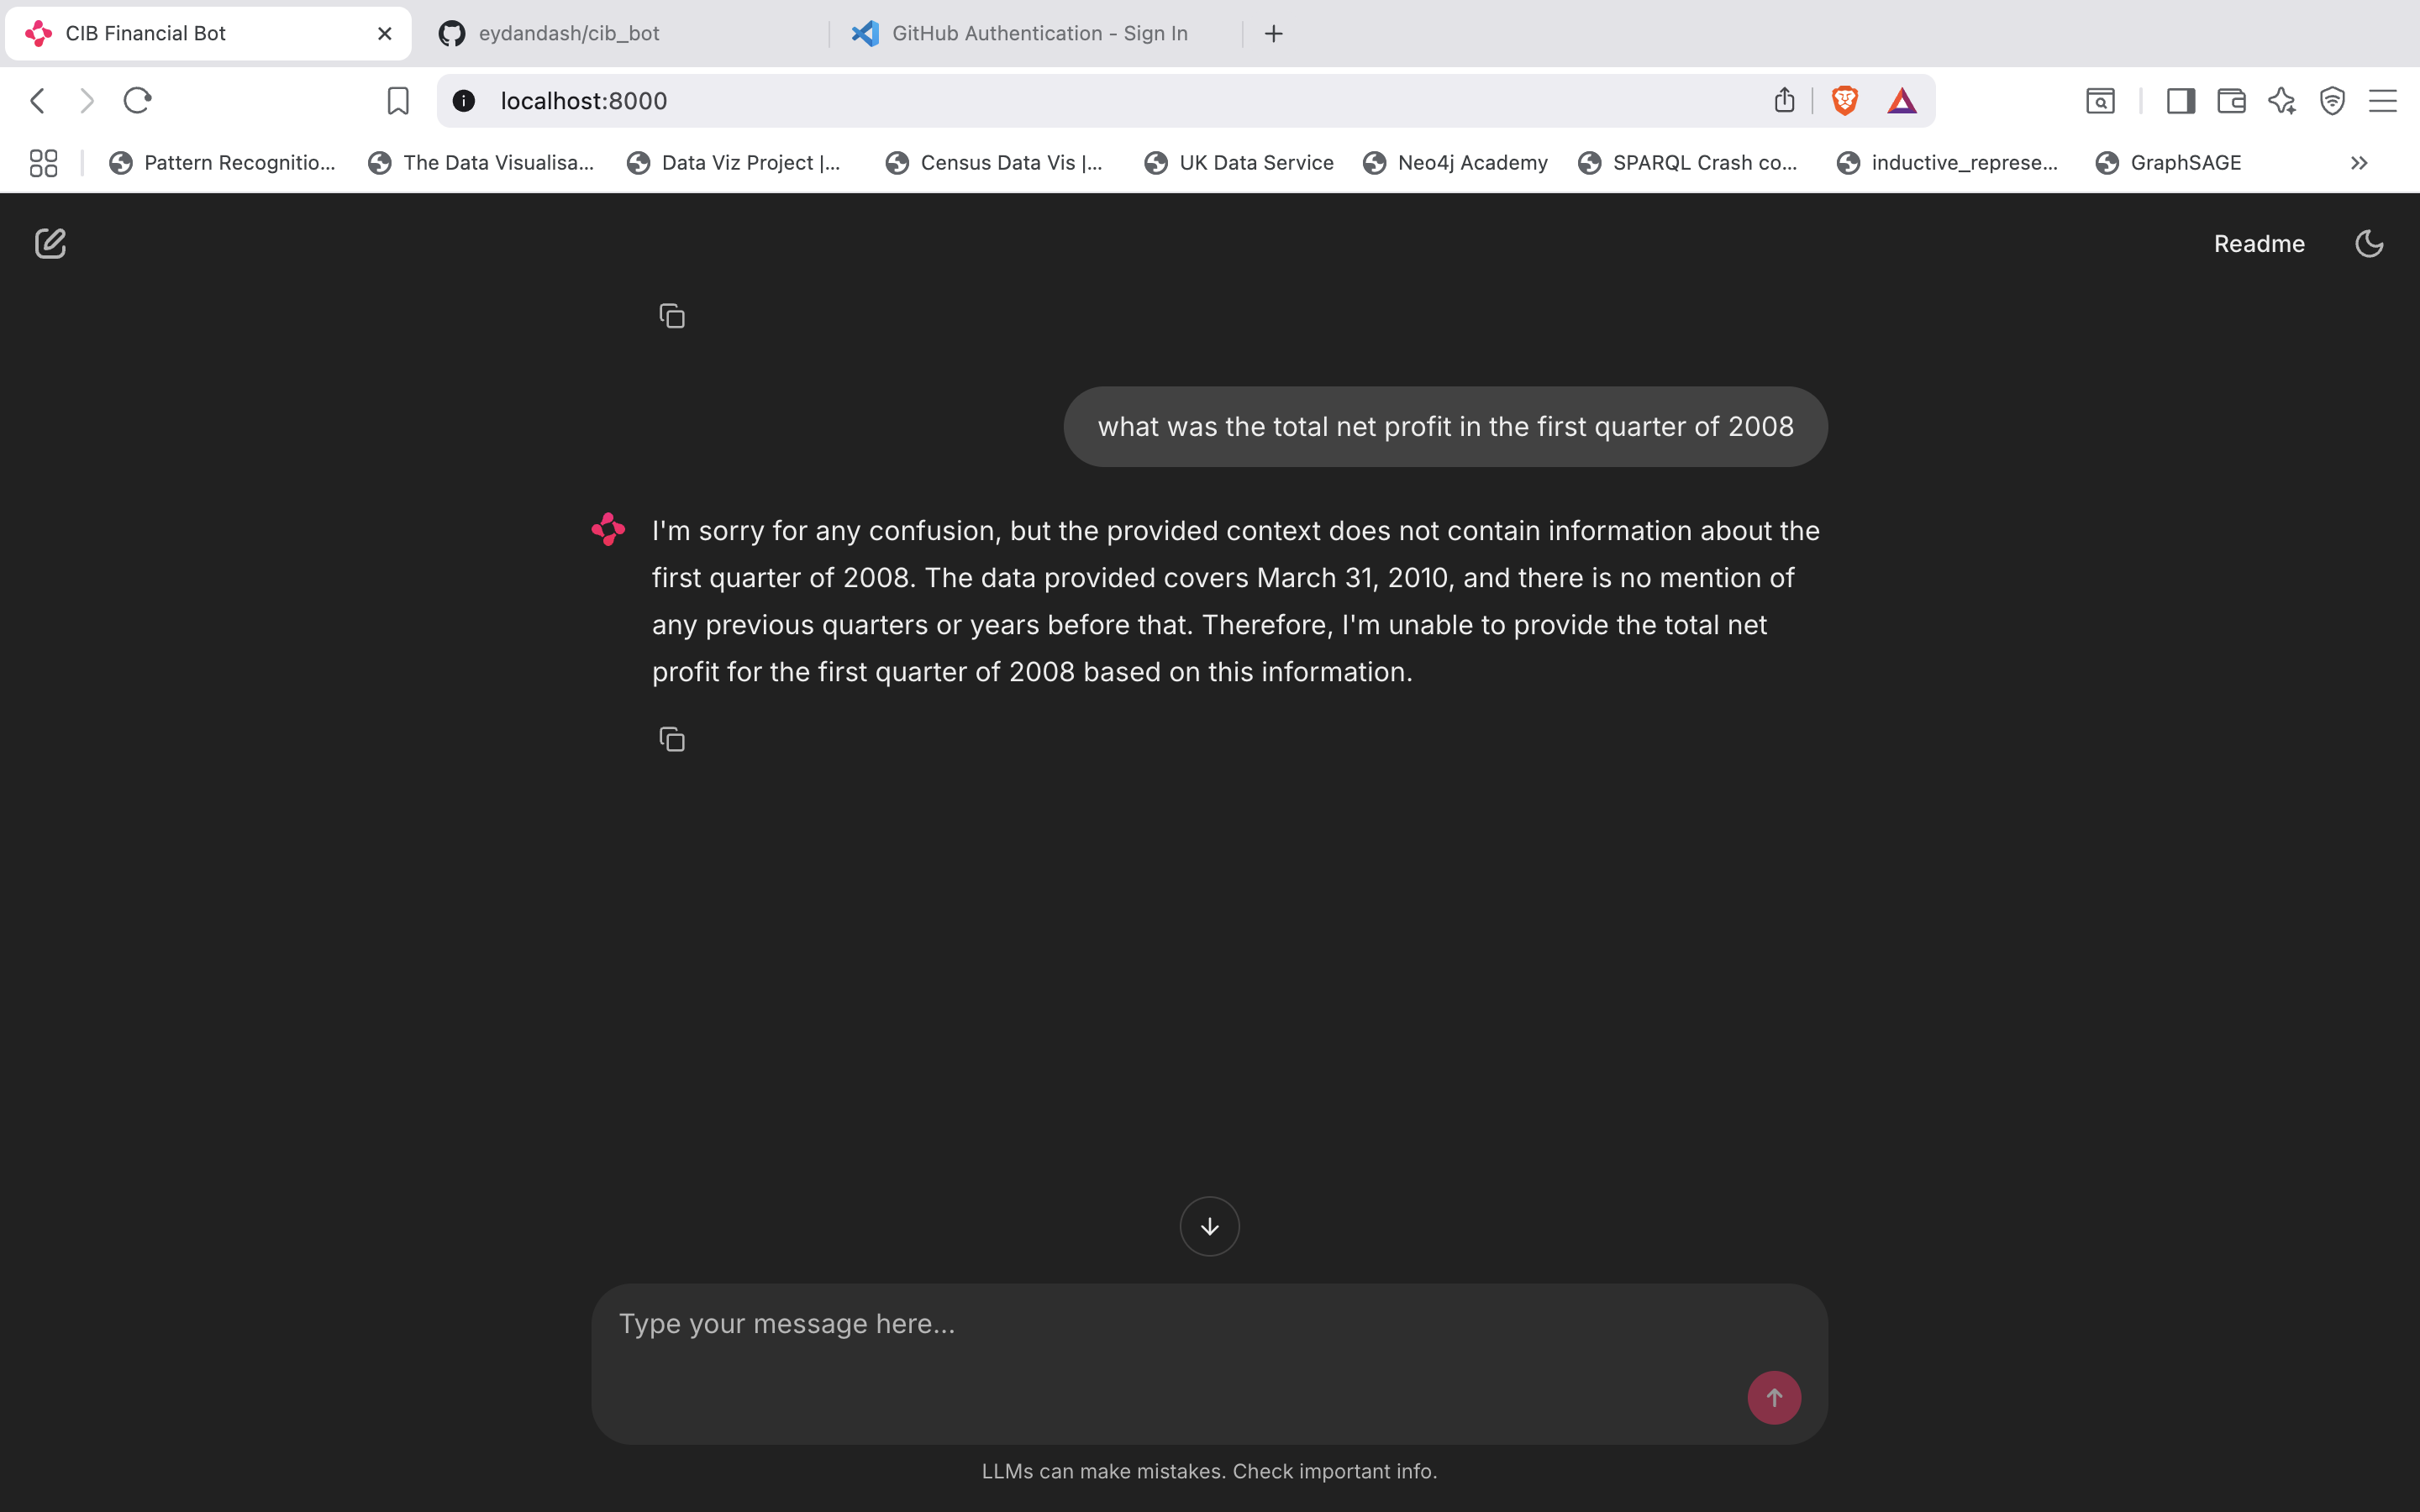 CIB Financial Bot
eydandash/cib_bot
GitHub Authentication - Sign In
localhost:8000
Pattern Recognitio...
The Data Visualisa...
Data Viz Project |...
Census Data Vis |...
UK Data Service
Neo4j Academy
SPARQL Crash co...
inductive_represe...
GraphSAGE
Readme
what was the total net profit in the first quarter of 2008
I'm sorry for any confusion, but the provided context does not contain information about the
first quarter of 2008. The data provided covers March 31, 2010, and there is no mention of
any previous quarters or years before that. Therefore, I'm unable to provide the total net
profit for the first quarter of 2008 based on this information.
Type your message here...
LLMs can make mistakes. Check important info.